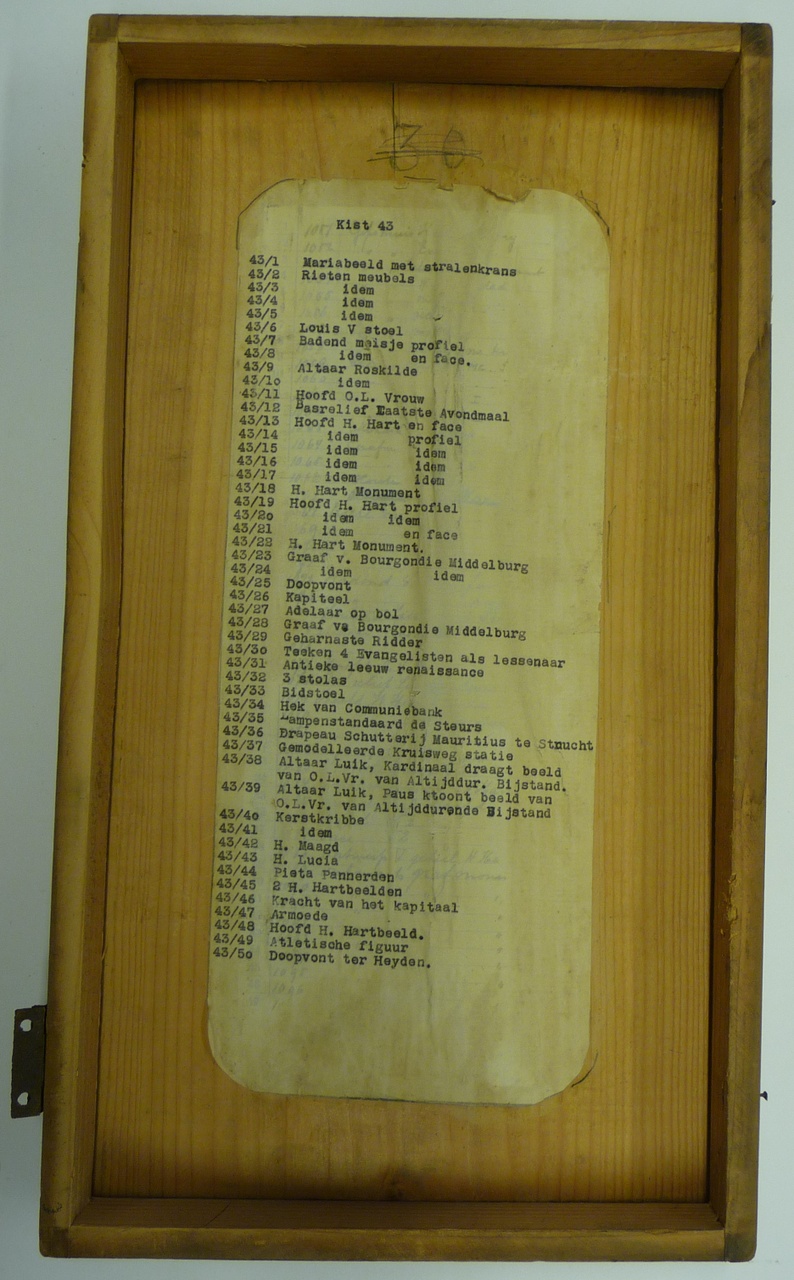 Kist 43
43/1 Mariabeeld met stralenkrans
43/2 Rieten meubels
43/3 idem
43/4 idem
43/5 idem
43/6 Louis V stoel
43/7 Badend meisje profiel
43/8 idem en face.
43/9 Altaar Roskilde
43/1o idem
43/11 Hoofd O.L. Vrouw
43/12 Basrelief Laatste Avondmaal
43/13 Hoofd H. Hart en face
43/14 idem profiel
43/15 idem idem
43/16 idem idem
43/17 idem idem
43/18 H. Hart Monument
43/19 Hoofd H. Hart profiel
43/2o idem idem
43/21 idem en face
43/22 H. Hart Monument.
43/23 Graaf v. Bourgondie Middelburg
43/24 idem idem
43/25 Doopvont
43/26 Kapiteel
43/27 Adelaar op bol
43/28 Graaf v. Bourgondie Middelburg
43/29 Geharnaste Ridder
43/3o Teeken 4 Evangelisten als lessenaar
43/31 Antieke leeuw renaissance
43/32 3 stolas
43/33 Bidstoel
43/34 Hek van Communiebank
43/35 Lampenstandaard de Steurs
43/36 Drapeau Schutterij Mauritius te Strucht
43/37 Gemodelleerde Kruisweg statie
43/38 Altaar Luik, Kardinaal draagt beeld
van O.L.Vr. van Altijddur. Bijstand.
43/39 Altaar Luik, Paus ktoont beeld van
O.L.Vr. van Altijddurende Bijstand
43/4o Kerstkribbe
43/41 idem
43/42 H. Maagd
43/43 H. Lucia
43/44 Pieta Pannerden
43/45 2 H. Hartbeelden
43/46 Kracht van het kapitaal
43/47 Armoede
43/48 Hoofd H. Hartbeeld.
43/49 Atletische figuur
43/5o Doopvont ter Heyden.